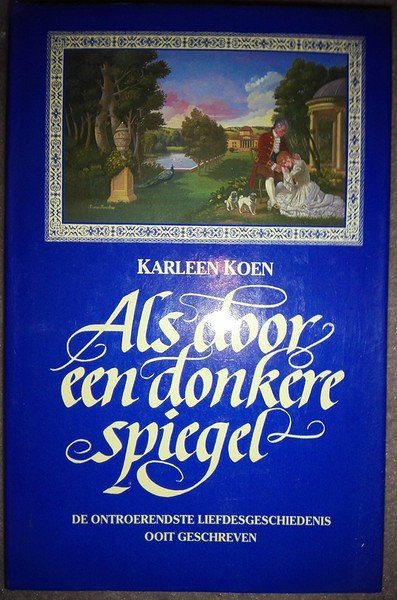 KARLEEN KOEN
Als door
een donkere
spiegel
DE ONTROERENDSTE LIEFDESGESCHIEDENIS
OOIT GESCHREVEN